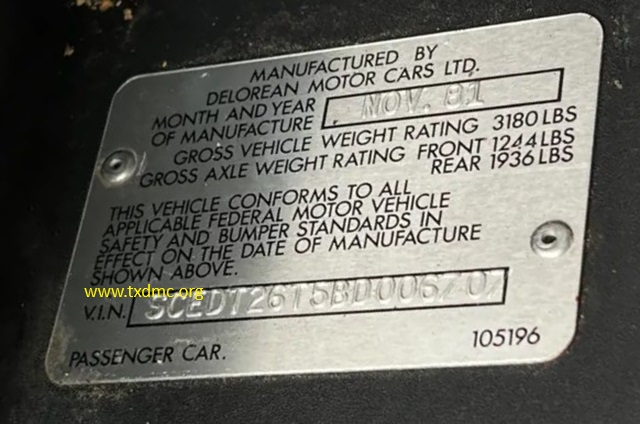 MANUFACTURED BY
DELOREAN MOTOR CARS LTD.
MONTH AND YEAR
OF MANUFACTURE NOV. 81
GROSS VEHICLE WEIGHT RATING 3180 LBS
GROSS AXLE WEIGHT RATING FRONT 1244 LBS
REAR 1936 LBS
THIS VEHICLE CONFORMS TO ALL
APPLICABLE FEDERAL MOTOR VEHICLE
SAFETY AND BUMPER STANDARDS IN
EFFECT ON THE DATE OF MANUFACTURE
SHOWN ABOVE.
www.txdmc.org
V.I.N. SCEDT26T5BD006707
PASSENGER CAR.
105196